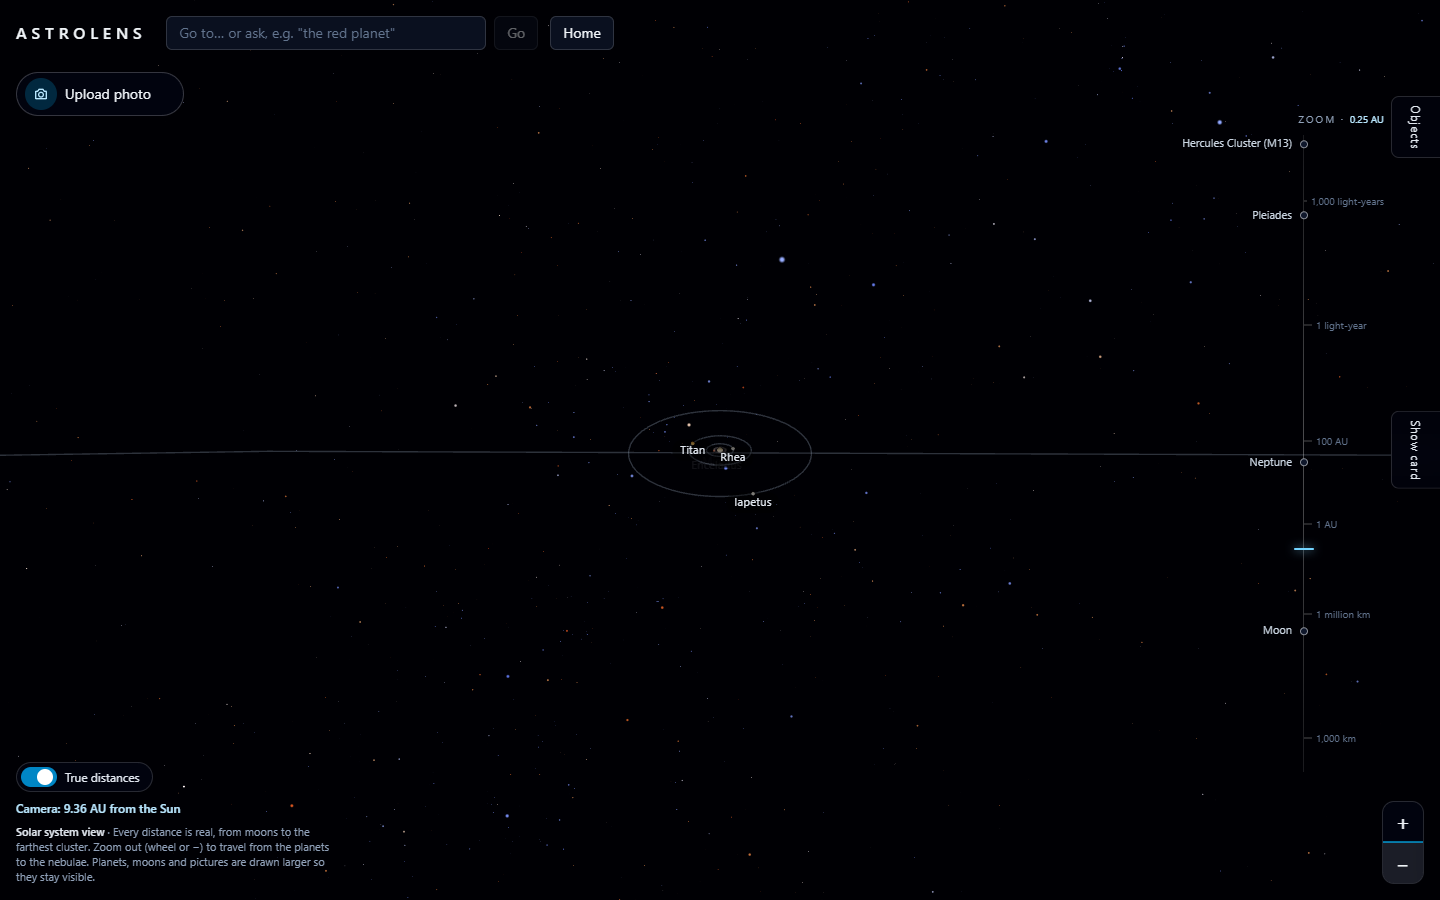 ASTROLENS
Go to... or ask, e.g. "the red planet"
Go
Home
Upload photo
Objects
ZOOM · 0.25 AU
Hercules Cluster (M13)
1,000 light-years
Pleiades
1 light-year
Show card
100 AU
Neptune
1 AU
1 million km
Moon
1,000 km
Titan
Rhea
Iapetus
True distances
Camera: 9.36 AU from the Sun
Solar system view · Every distance is real, from moons to the
farthest cluster. Zoom out (wheel or −) to travel from the planets
to the nebulae. Planets, moons and pictures are drawn larger so
they stay visible.
+
−